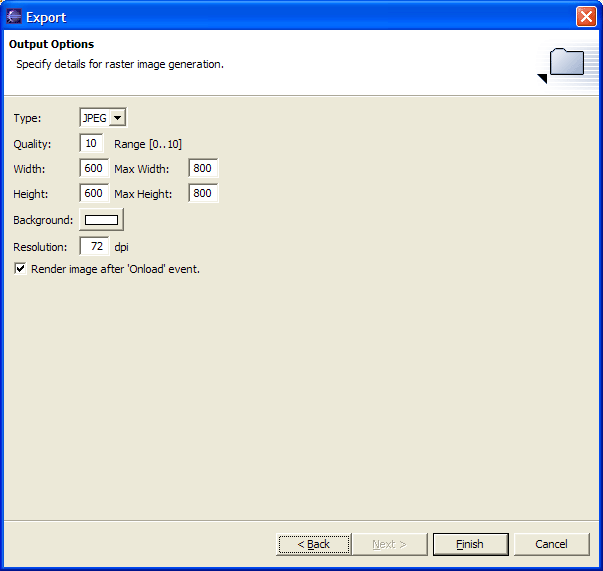 Export
Output Options
Specify details for raster image generation.
Type: JPEG
Quality: 10 Range [0..10]
Width: 600 Max Width: 800
Height: 600 Max Height: 800
Background:
Resolution: 72 dpi
Render image after 'Onload' event.
< Back Next > Finish Cancel